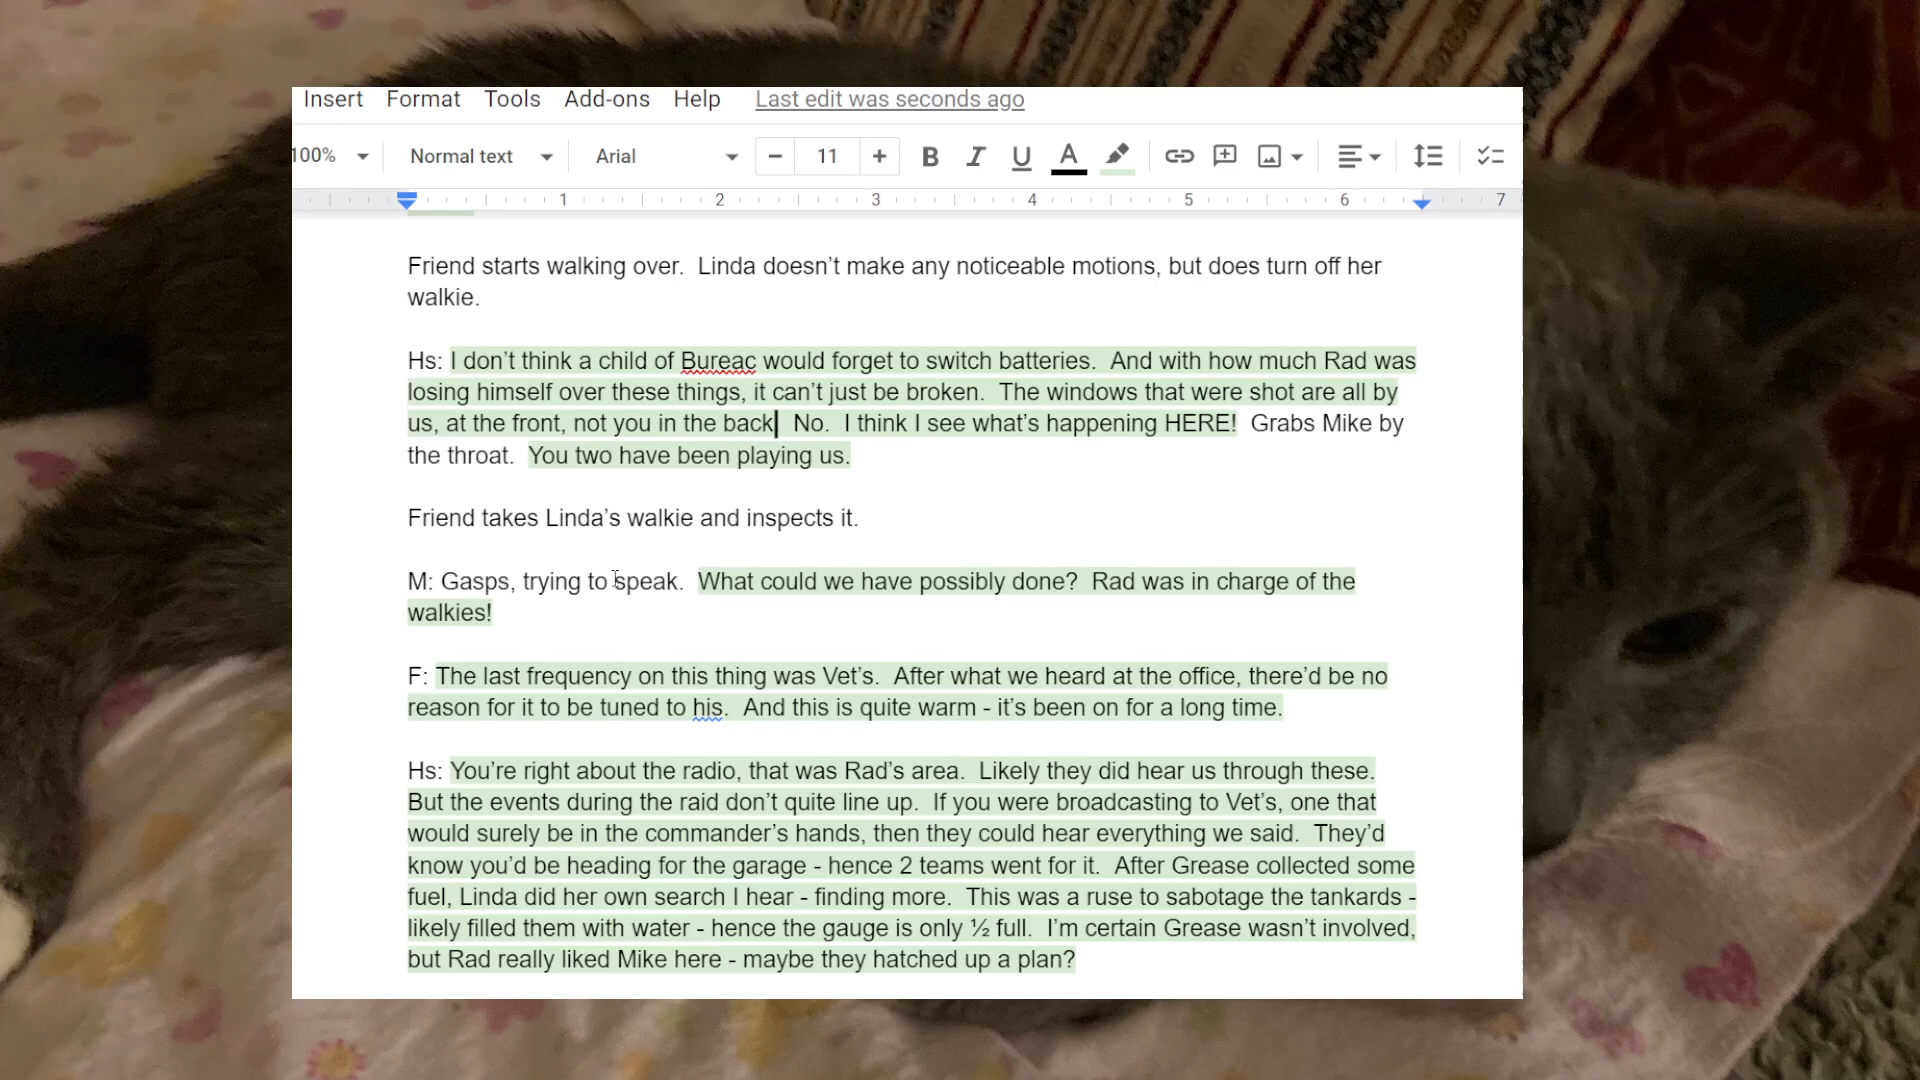 Insert Format Tools Add-ons Help Last edit was seconds ago
100% Normal text Arial 11 B I U A
1 2 3 4 5 6 7
Friend starts walking over.  Linda doesn’t make any noticeable motions, but does turn off her
walkie.
Hs: I don’t think a child of Bureac would forget to switch batteries.  And with how much Rad was
losing himself over these things, it can’t just be broken.  The windows that were shot are all by
us, at the front, not you in the back  No.  I think I see what’s happening HERE!  Grabs Mike by
the throat.  You two have been playing us.
Friend takes Linda’s walkie and inspects it.
M: Gasps, trying to speak.  What could we have possibly done?  Rad was in charge of the
walkies!
F: The last frequency on this thing was Vet’s.  After what we heard at the office, there’d be no
reason for it to be tuned to his.  And this is quite warm - it’s been on for a long time.
Hs: You’re right about the radio, that was Rad’s area.  Likely they did hear us through these.
But the events during the raid don’t quite line up.  If you were broadcasting to Vet’s, one that
would surely be in the commander’s hands, then they could hear everything we said.  They’d
know you’d be heading for the garage - hence 2 teams went for it.  After Grease collected some
fuel, Linda did her own search I hear - finding more.  This was a ruse to sabotage the tankards -
likely filled them with water - hence the gauge is only ½ full.  I’m certain Grease wasn’t involved,
but Rad really liked Mike here - maybe they hatched up a plan?